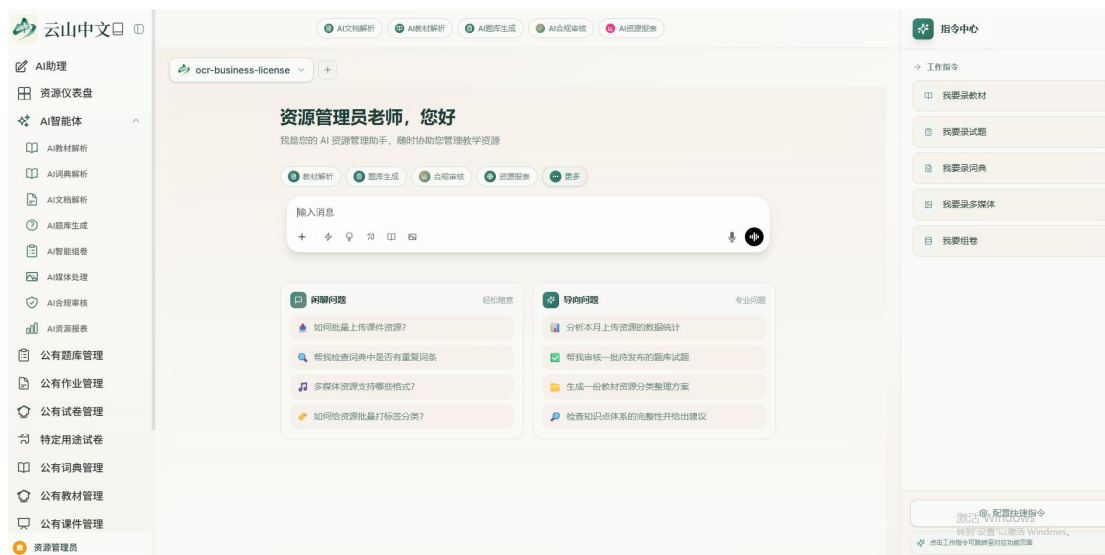 云山中文
AI文档解析
AI教材解析
AI题库生成
AI合规审核
AI资源报表
指令中心
AI助理
资源仪表盘
AI智能体
AI教材解析
AI词典解析
AI文档解析
AI题库生成
AI智能组卷
AI媒体处理
AI合规审核
AI资源报表
公有题库管理
公有作业管理
公有试卷管理
特定用途试卷
公有词典管理
公有教材管理
公有课件管理
资源管理员
ocr-business-license
资源管理员老师，您好
我是您的 AI 资源管理助手，随时协助您管理教学资源
教材解析
题库生成
合规审核
资源报表
更多
输入消息
闲聊问题 轻松随意
如何批量上传课件资源?
帮我检查词典中是否有重复词条
多媒体资源支持哪些格式?
如何给资源批量打标签分类?
导向问题 专业问题
分析本月上传资源的数据统计
帮我审核一批待发布的题库试题
生成一份教材资源分类整理方案
检查知识点体系的完整性并给出建议
工作指令
我要录教材
我要录试题
我要录词典
我要录多媒体
我要组卷
配置快捷指令
激活 Windows
转到"设置"以激活 Windows。
点击工作指令可跳转至对应功能页面